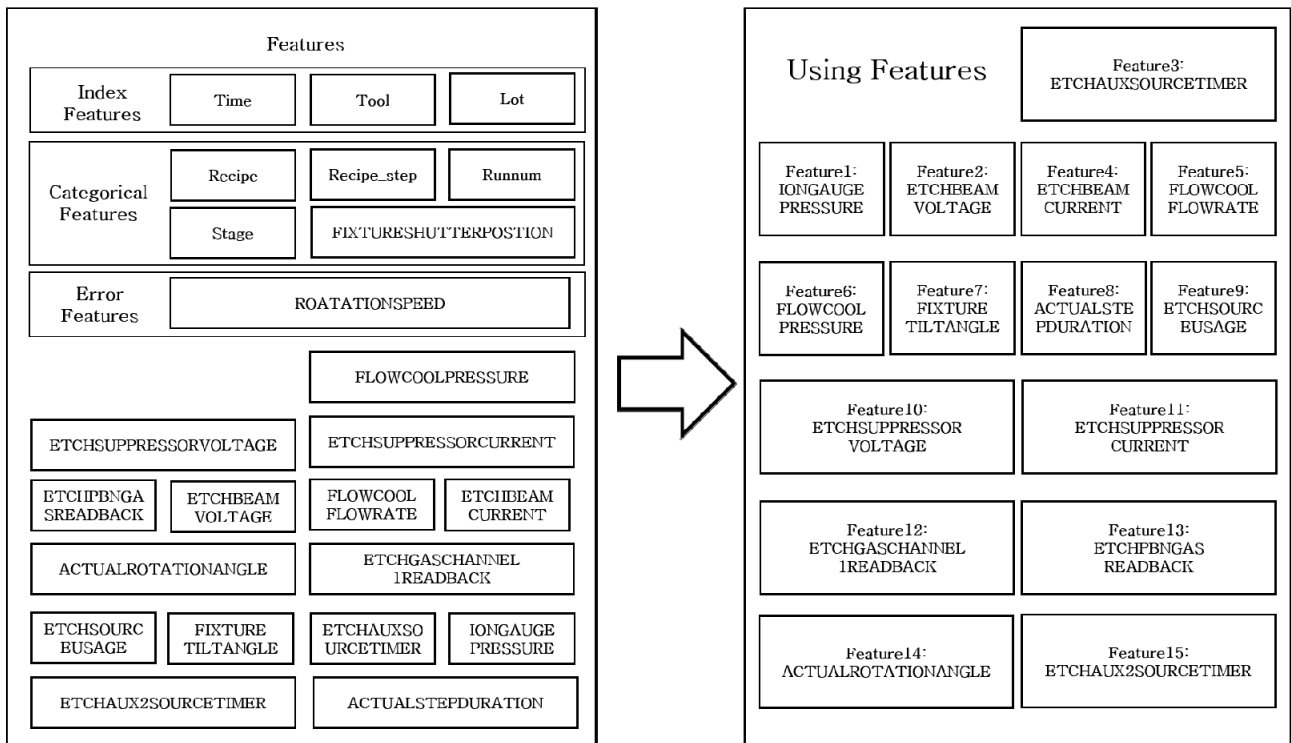 Features
Index
Features
Time
Tool
Lot
Categorical
Features
Recipe
Recipe_step
Runnum
Stage
FIXTURESHUTTERPOSTION
Error
Features
ROATATIONSPEED
FLOWCOOLPRESSURE
ETCHSUPPRESSORVOLTAGE
ETCHSUPPRESSORCURRENT
ETCHPBNGA
SREADBACK
ETCHBEAM
VOLTAGE
FLOWCOOL
FLOWRATE
ETCHBEAM
CURRENT
ACTUALROTATIONANGLE
ETCHGASCHANNEL
1READBACK
ETCHSOURC
EUSAGE
FIXTURE
TILTANGLE
ETCHAUXSO
URCETIMER
IONGAUGE
PRESSURE
ETCHAUX2SOURCETIMER
ACTUALSTEPDURATION
Using Features
Feature3:
ETCHAUXSOURCETIMER
Feature1:
IONGAUGE
PRESSURE
Feature2:
ETCHBEAM
VOLTAGE
Feature4:
ETCHBEAM
CURRENT
Feature5:
FLOWCOOL
FLOWRATE
Feature6:
FLOWCOOL
PRESSURE
Feature7:
FIXTURE
TILTANGLE
Feature8:
ACTUALSTE
PDURATION
Feature9:
ETCHSOURC
EUSAGE
Feature10:
ETCHSUPPRESSOR
VOLTAGE
Feature11:
ETCHSUPPRESSOR
CURRENT
Feature12:
ETCHGASCHANNEL
1READBACK
Feature13:
ETCHPBNGAS
READBACK
Feature14:
ACTUALROTATIONANGLE
Feature15:
ETCHAUX2SOURCETIMER